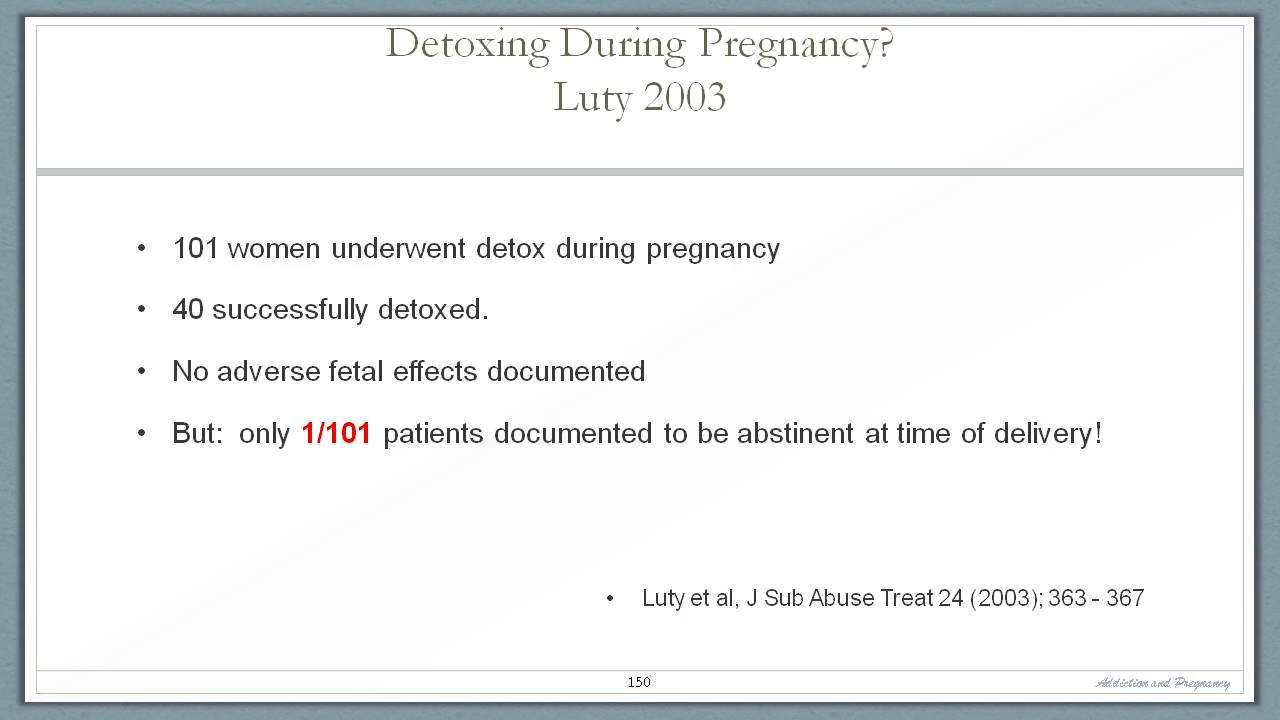 Detoxing During Pregnancy?
Luty 2003
• 101 women underwent detox during pregnancy
• 40 successfully detoxed.
• No adverse fetal effects documented
• But: only 1/101 patients documented to be abstinent at time of delivery!
• Luty et al, J Sub Abuse Treat 24 (2003); 363 - 367
150
Addiction and Pregnancy